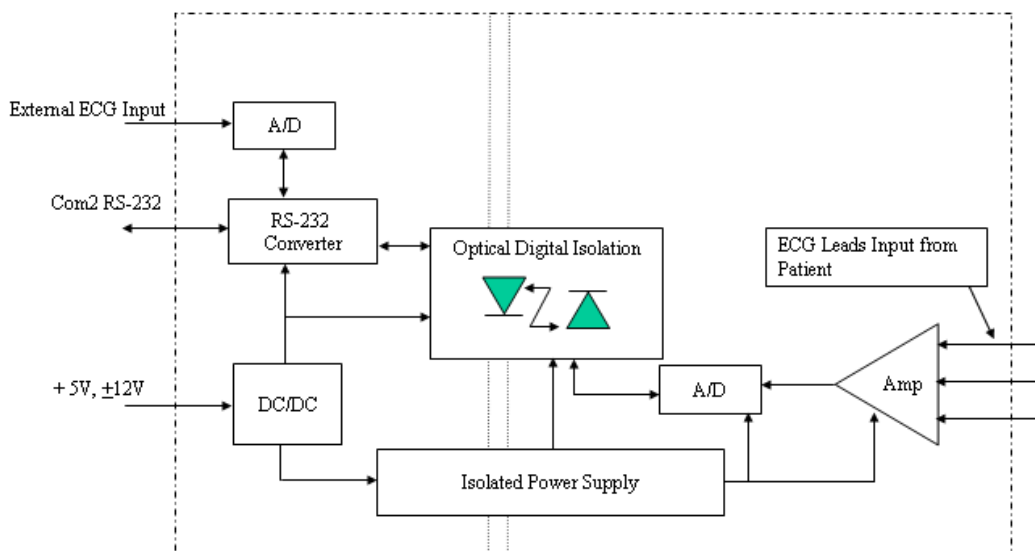 External ECG Input
A/D
Com2 RS-232
RS-232
Converter
Optical Digital Isolation
ECG Leads Input from
Patient
+ 5V, ±12V
DC/DC
A/D
Amp
Isolated Power Supply